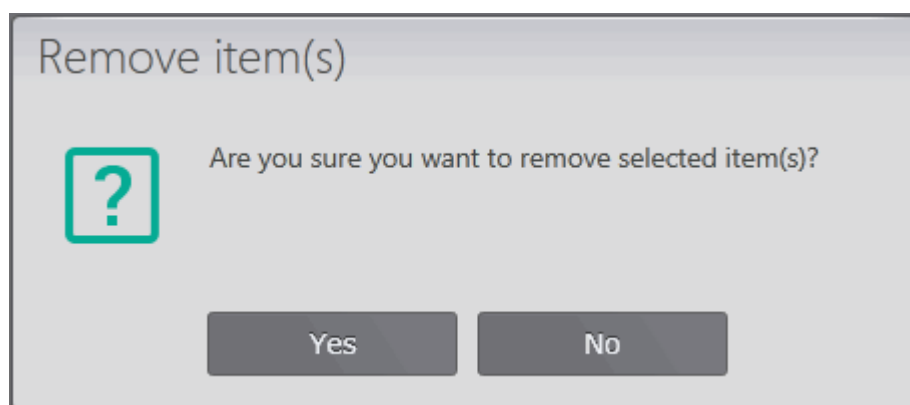 Remove item(s)
?
Are you sure you want to remove selected item(s)?
Yes No